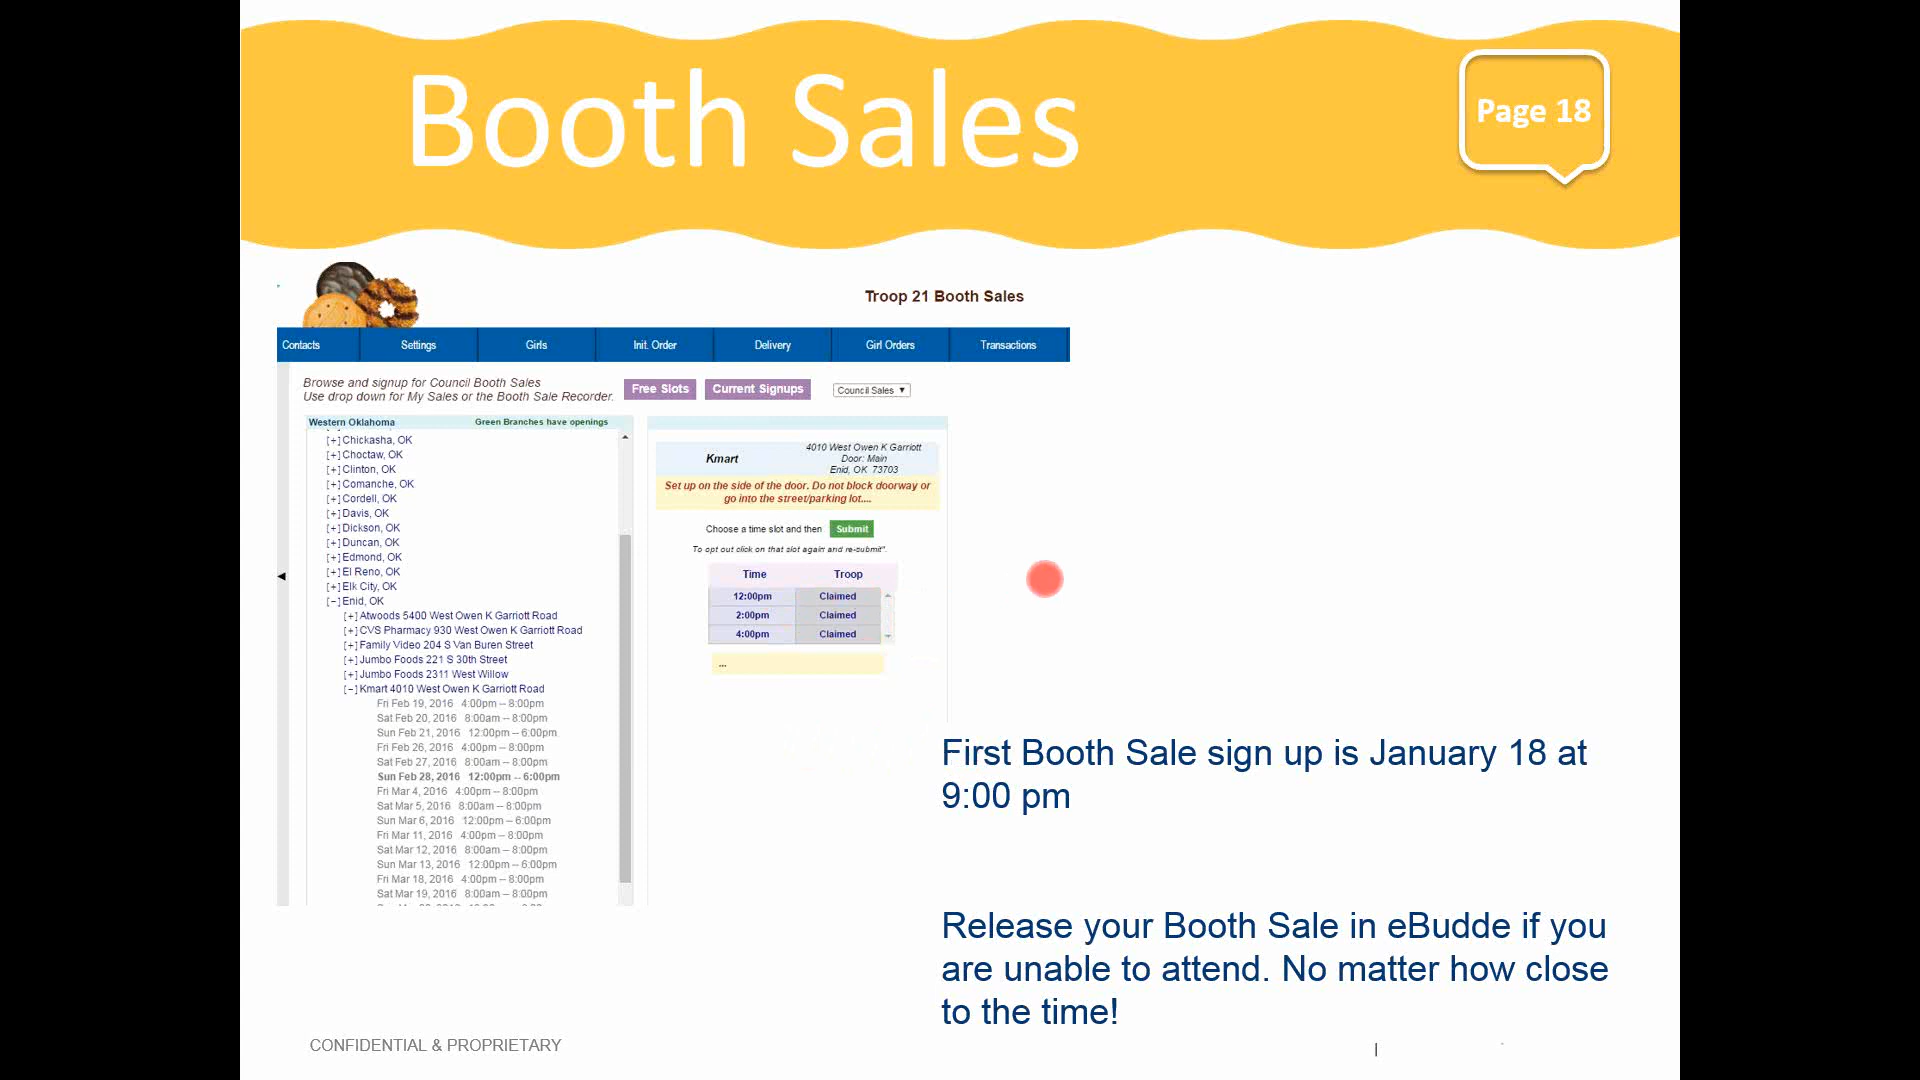 Booth Sales
Page 18
Troop 21 Booth Sales
Contacts Settings Girls Init. Order Delivery Girl Orders Transactions
Browse and signup for Council Booth Sales
Use drop down for My Sales or the Booth Sale Recorder.
Free Slots Current Signups Council Sales ▼
Western Oklahoma Green Branches have openings
[+] Chickasha, OK
[+] Choctaw, OK
[+] Clinton, OK
[+] Comanche, OK
[+] Cordell, OK
[+] Davis, OK
[+] Dickson, OK
[+] Duncan, OK
[+] Edmond, OK
[+] El Reno, OK
[+] Elk City, OK
[−] Enid, OK
[+] Atwoods 5400 West Owen K Garriott Road
[+] CVS Pharmacy 930 West Owen K Garriott Road
[+] Family Video 204 S Van Buren Street
[+] Jumbo Foods 221 S 30th Street
[+] Jumbo Foods 2311 West Willow
[−] Kmart 4010 West Owen K Garriott Road
Fri Feb 19, 2016 4:00pm -- 8:00pm
Sat Feb 20, 2016 8:00am -- 8:00pm
Sun Feb 21, 2016 12:00pm -- 6:00pm
Fri Feb 26, 2016 4:00pm -- 8:00pm
Sat Feb 27, 2016 8:00am -- 8:00pm
Sun Feb 28, 2016 12:00pm -- 6:00pm
Fri Mar 4, 2016 4:00pm -- 8:00pm
Sat Mar 5, 2016 8:00am -- 8:00pm
Sun Mar 6, 2016 12:00pm -- 6:00pm
Fri Mar 11, 2016 4:00pm -- 8:00pm
Sat Mar 12, 2016 8:00am -- 8:00pm
Sun Mar 13, 2016 12:00pm -- 6:00pm
Fri Mar 18, 2016 4:00pm -- 8:00pm
Sat Mar 19, 2016 8:00am -- 8:00pm
Kmart
4010 West Owen K Garriott
Door: Main
Enid, OK 73703
Set up on the side of the door. Do not block doorway or
go into the street/parking lot....
Choose a time slot and then Submit
To opt out click on that slot again and re-submit".
Time Troop
12:00pm Claimed
2:00pm Claimed
4:00pm Claimed
...
First Booth Sale sign up is January 18 at
9:00 pm
Release your Booth Sale in eBudde if you
are unable to attend. No matter how close
to the time!
CONFIDENTIAL & PROPRIETARY
|